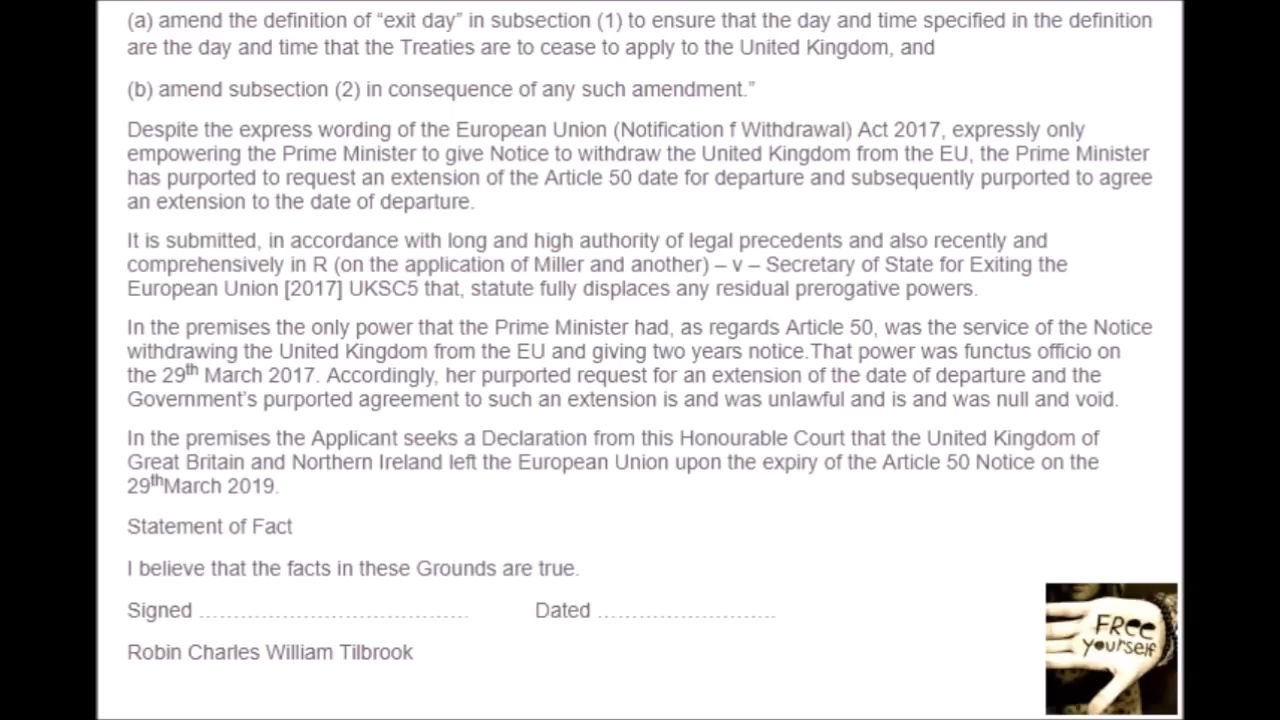 (a) amend the definition of “exit day” in subsection (1) to ensure that the day and time specified in the definition
are the day and time that the Treaties are to cease to apply to the United Kingdom, and
(b) amend subsection (2) in consequence of any such amendment.”
Despite the express wording of the European Union (Notification f Withdrawal) Act 2017, expressly only
empowering the Prime Minister to give Notice to withdraw the United Kingdom from the EU, the Prime Minister
has purported to request an extension of the Article 50 date for departure and subsequently purported to agree
an extension to the date of departure.
It is submitted, in accordance with long and high authority of legal precedents and also recently and
comprehensively in R (on the application of Miller and another) – v – Secretary of State for Exiting the
European Union [2017] UKSC5 that, statute fully displaces any residual prerogative powers.
In the premises the only power that the Prime Minister had, as regards Article 50, was the service of the Notice
withdrawing the United Kingdom from the EU and giving two years notice.That power was functus officio on
the 29th March 2017. Accordingly, her purported request for an extension of the date of departure and the
Government’s purported agreement to such an extension is and was unlawful and is and was null and void.
In the premises the Applicant seeks a Declaration from this Honourable Court that the United Kingdom of
Great Britain and Northern Ireland left the European Union upon the expiry of the Article 50 Notice on the
29thMarch 2019.
Statement of Fact
I believe that the facts in these Grounds are true.
Signed ........................................ Dated ..........................
Robin Charles William Tilbrook
FREE
yourself